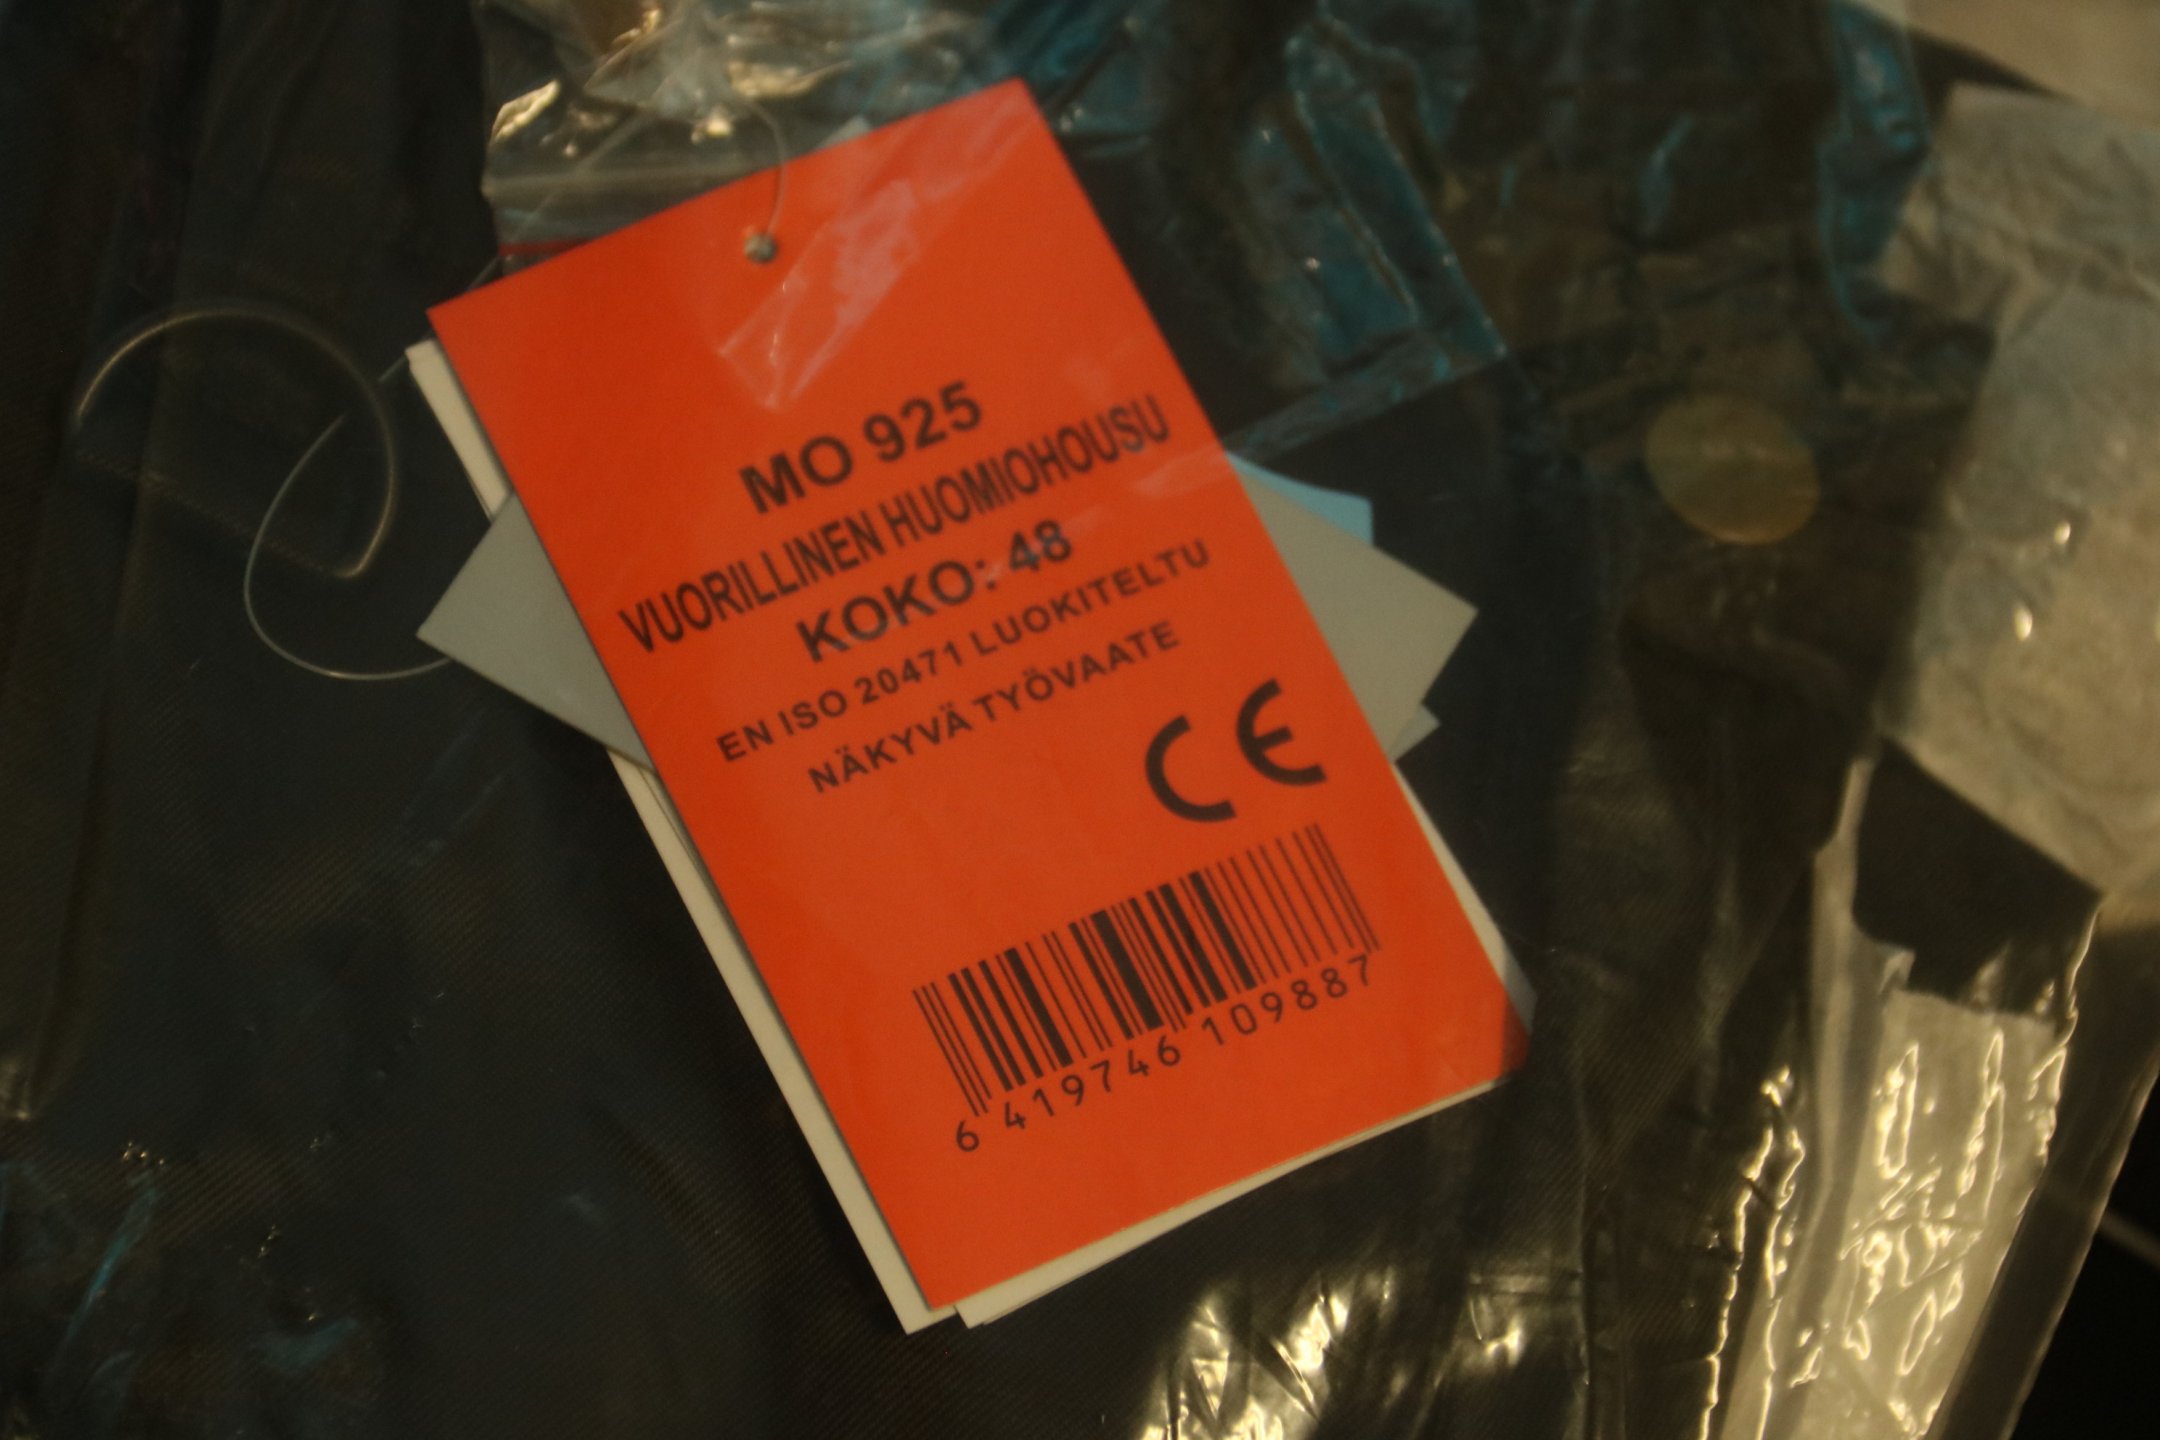 MO 925
VUORILLINEN HUOMIOHOUSU
KOKO: 48
EN ISO 20471 LUOKITELTU
NÄKYVÄ TYÖVAATE
CE
6 419746 109887